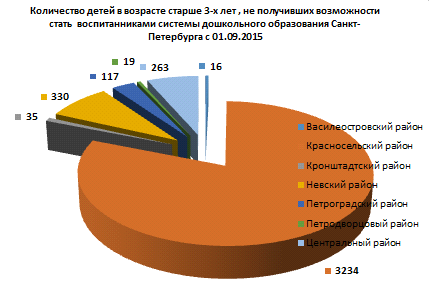 Количество детей в возрасте старше 3-х лет , не получивших возможности
стать воспитанниками системы дошкольного образования Санкт-
Петербурга с 01.09.2015
19
263
16
117
330
35
Василеостровский район
Красносельский район
Кронштадтский район
Невский район
Петроградский район
Петродворцовый район
Центральный район
3234